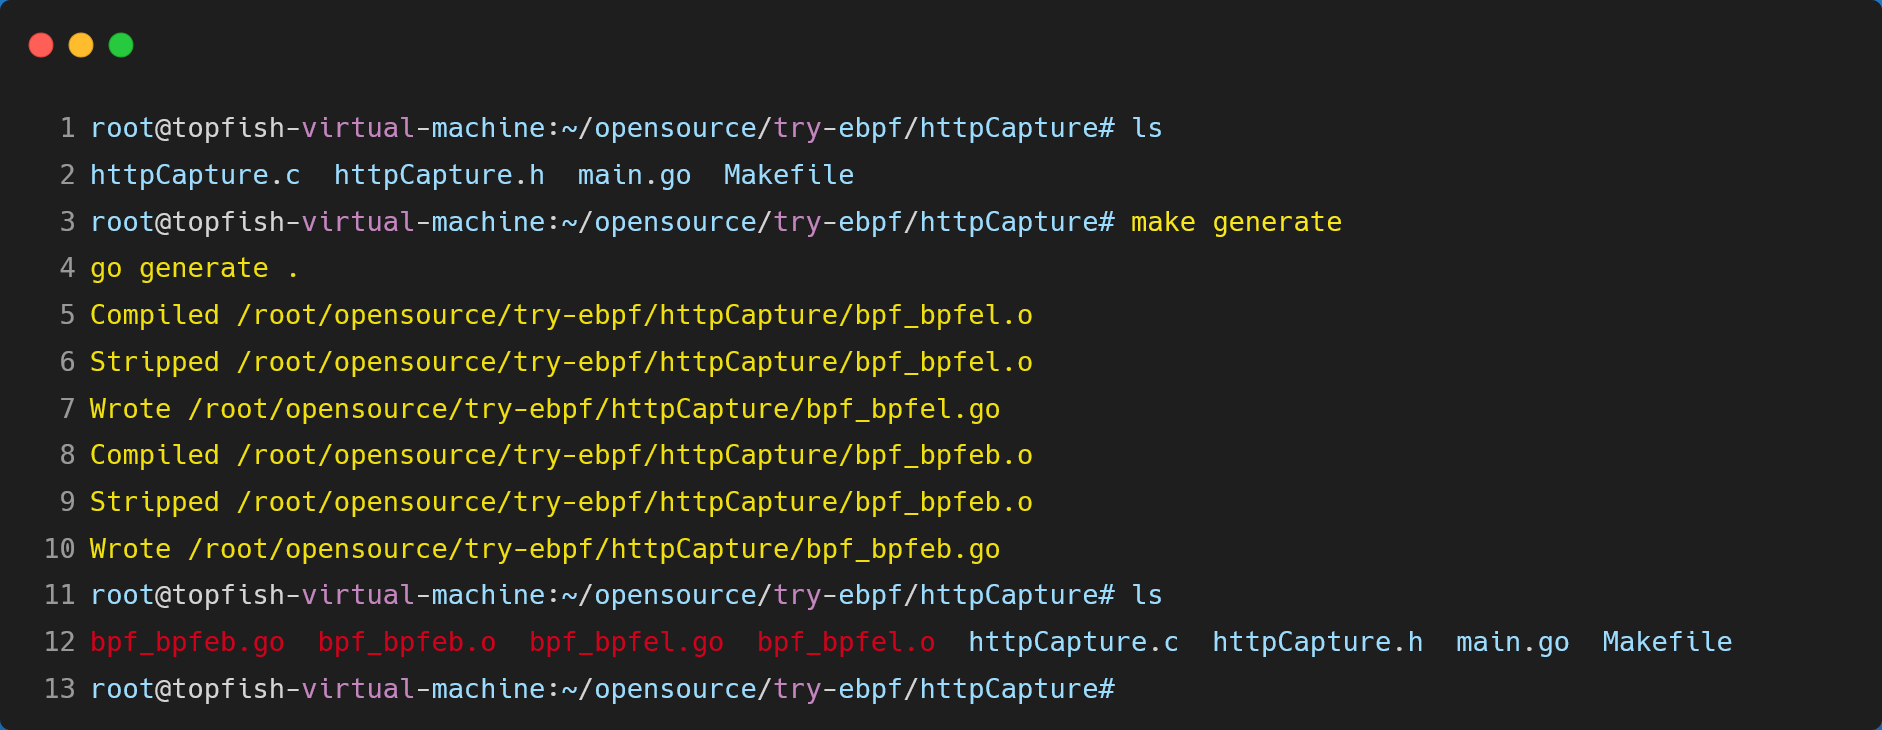 1 root@topfish-virtual-machine:~/opensource/try-ebpf/httpCapture# ls
2 httpCapture.c  httpCapture.h  main.go  Makefile
3 root@topfish-virtual-machine:~/opensource/try-ebpf/httpCapture# make generate
4 go generate .
5 Compiled /root/opensource/try-ebpf/httpCapture/bpf_bpfel.o
6 Stripped /root/opensource/try-ebpf/httpCapture/bpf_bpfel.o
7 Wrote /root/opensource/try-ebpf/httpCapture/bpf_bpfel.go
8 Compiled /root/opensource/try-ebpf/httpCapture/bpf_bpfeb.o
9 Stripped /root/opensource/try-ebpf/httpCapture/bpf_bpfeb.o
10 Wrote /root/opensource/try-ebpf/httpCapture/bpf_bpfeb.go
11 root@topfish-virtual-machine:~/opensource/try-ebpf/httpCapture# ls
12 bpf_bpfeb.go  bpf_bpfeb.o  bpf_bpfel.go  bpf_bpfel.o  httpCapture.c  httpCapture.h  main.go  Makefile
13 root@topfish-virtual-machine:~/opensource/try-ebpf/httpCapture#